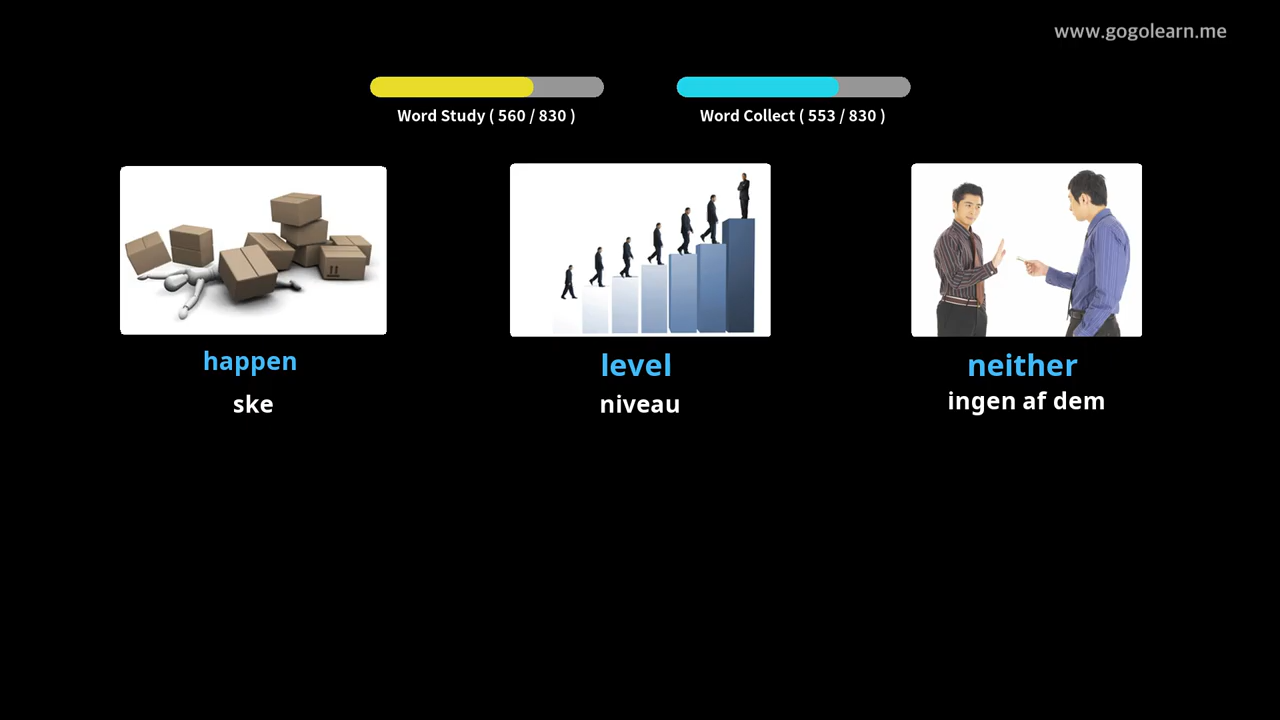 www.gogolearn.me
Word Study ( 560 / 830 )
Word Collect ( 553 / 830 )
happen
level
neither
ske
niveau
ingen af dem